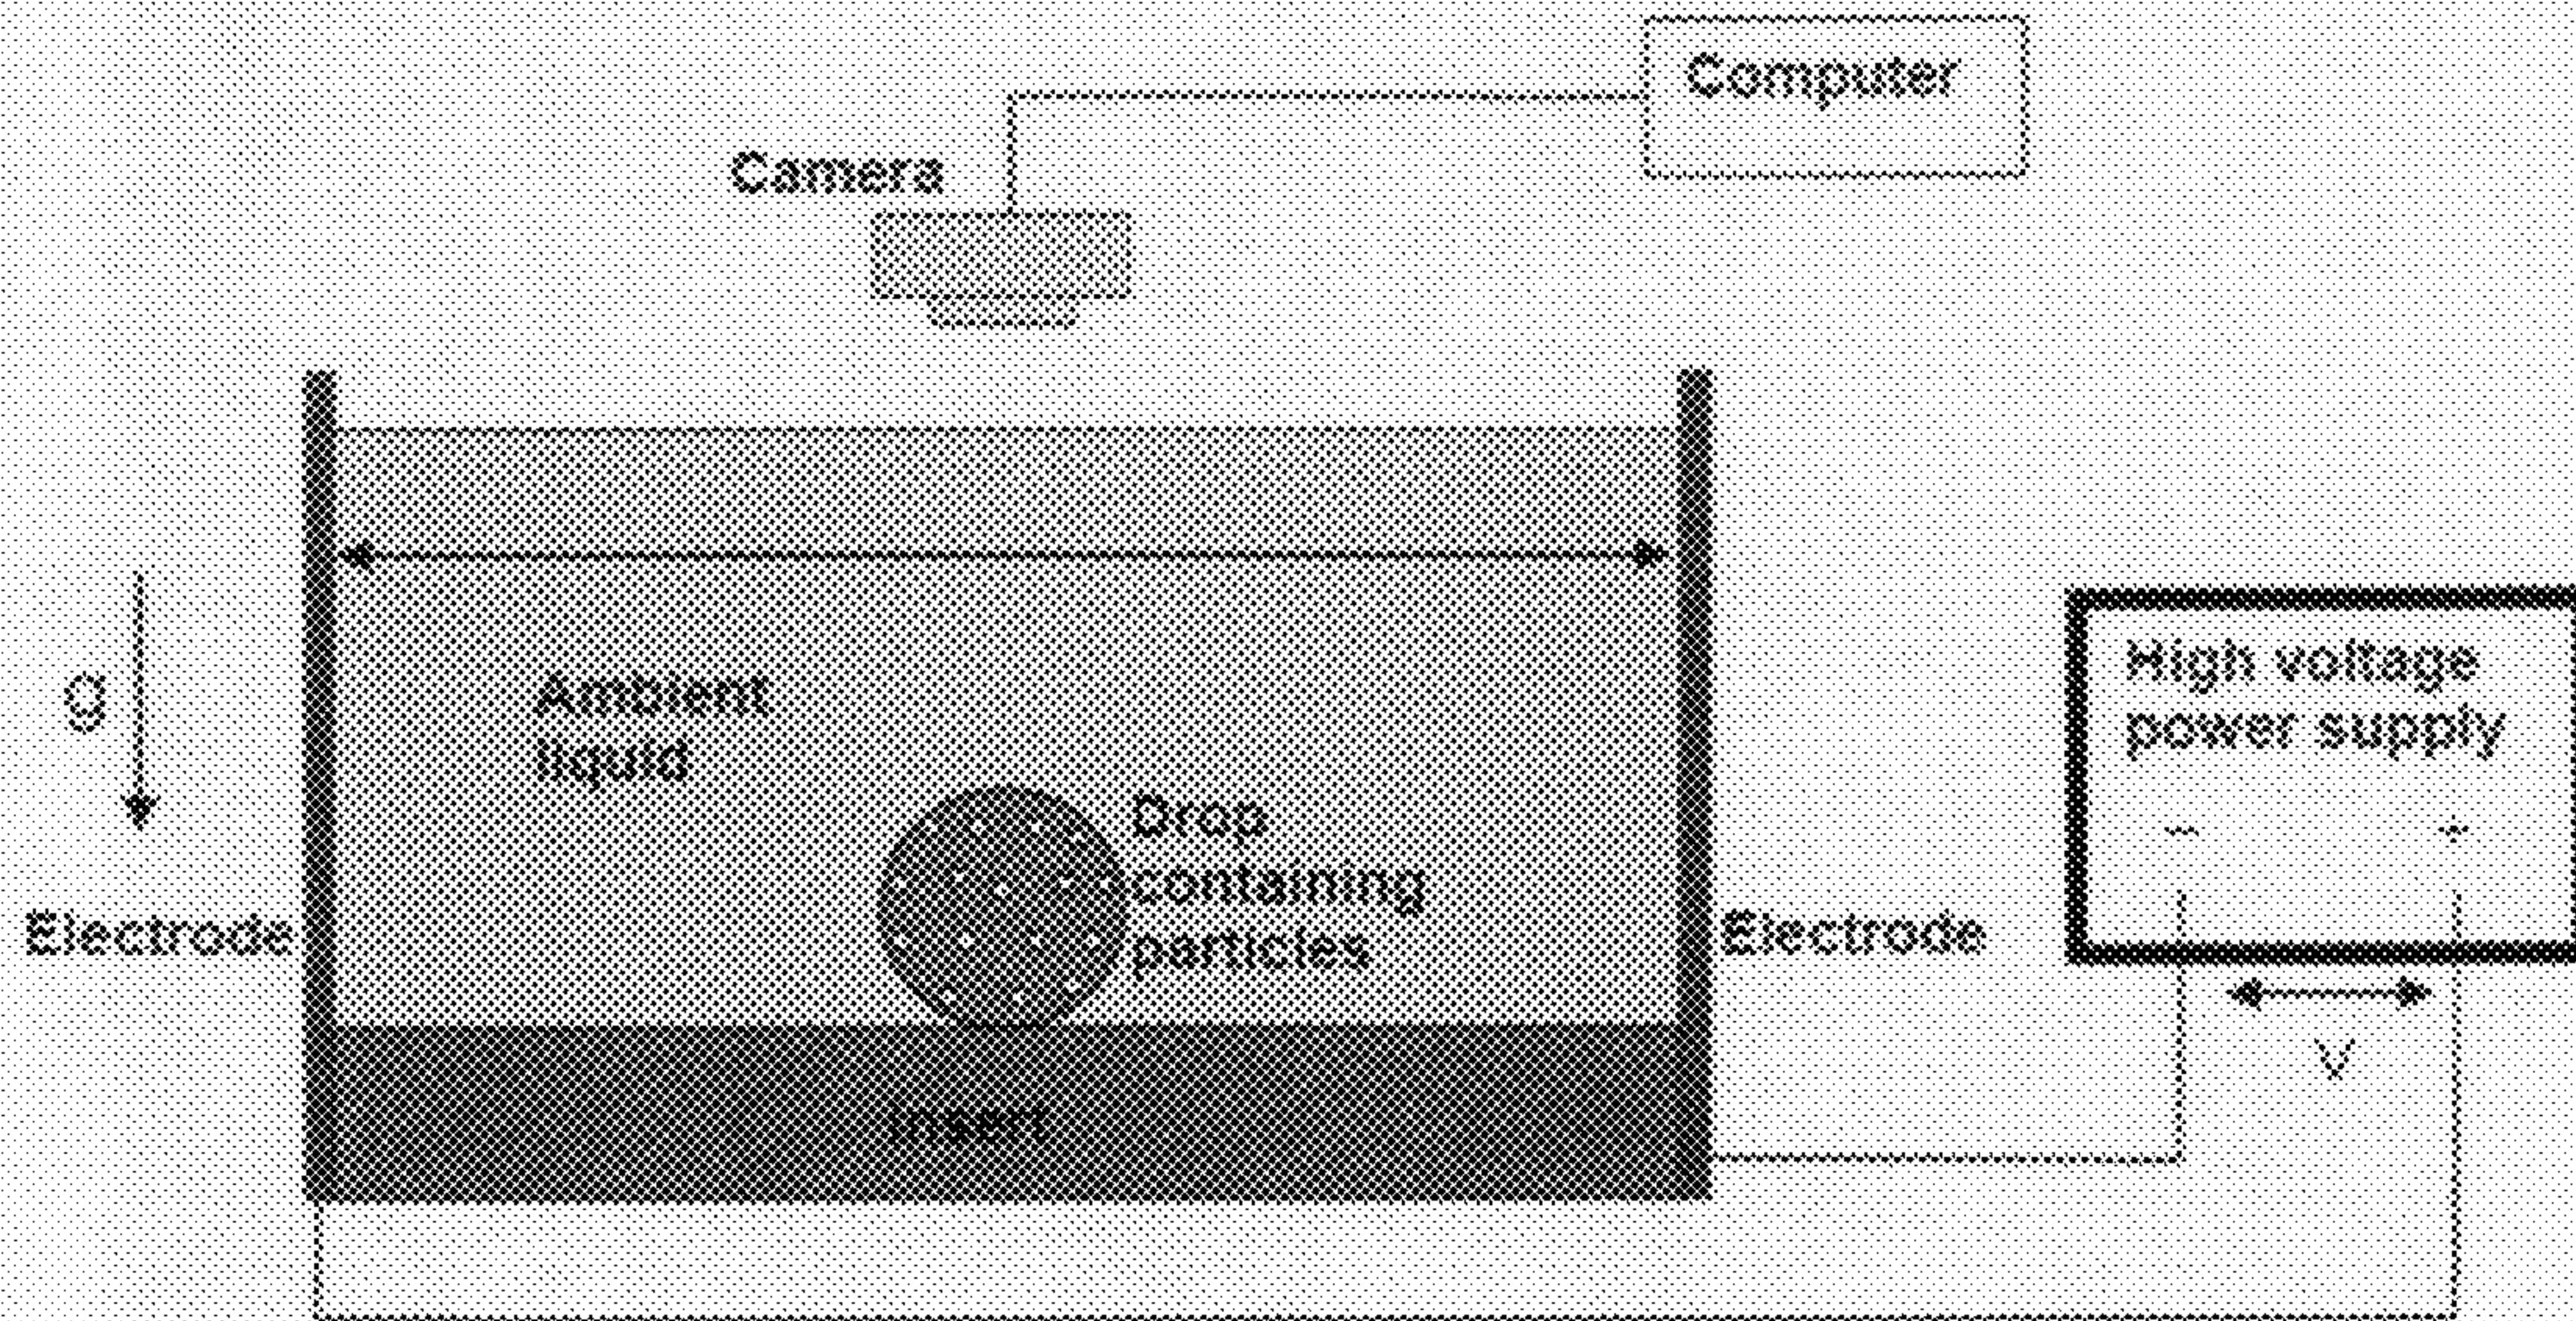 Computer
Camera
g
Ambient
liquid
High voltage
power supply
- +
Drop
containing
particles
Electrode
Electrode
V
Insert